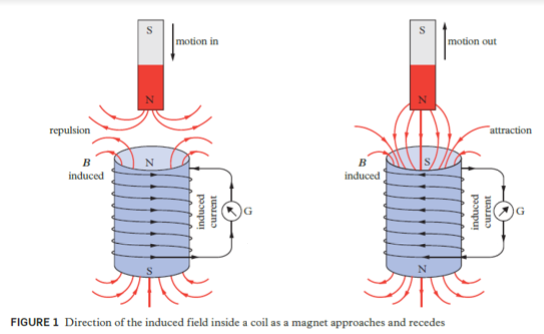 S
motion in
N
repulsion
B
induced
N
induced
current
G
S
S
motion out
N
attraction
B
induced
S
induced
current
G
N
FIGURE 1 Direction of the induced field inside a coil as a magnet approaches and recedes